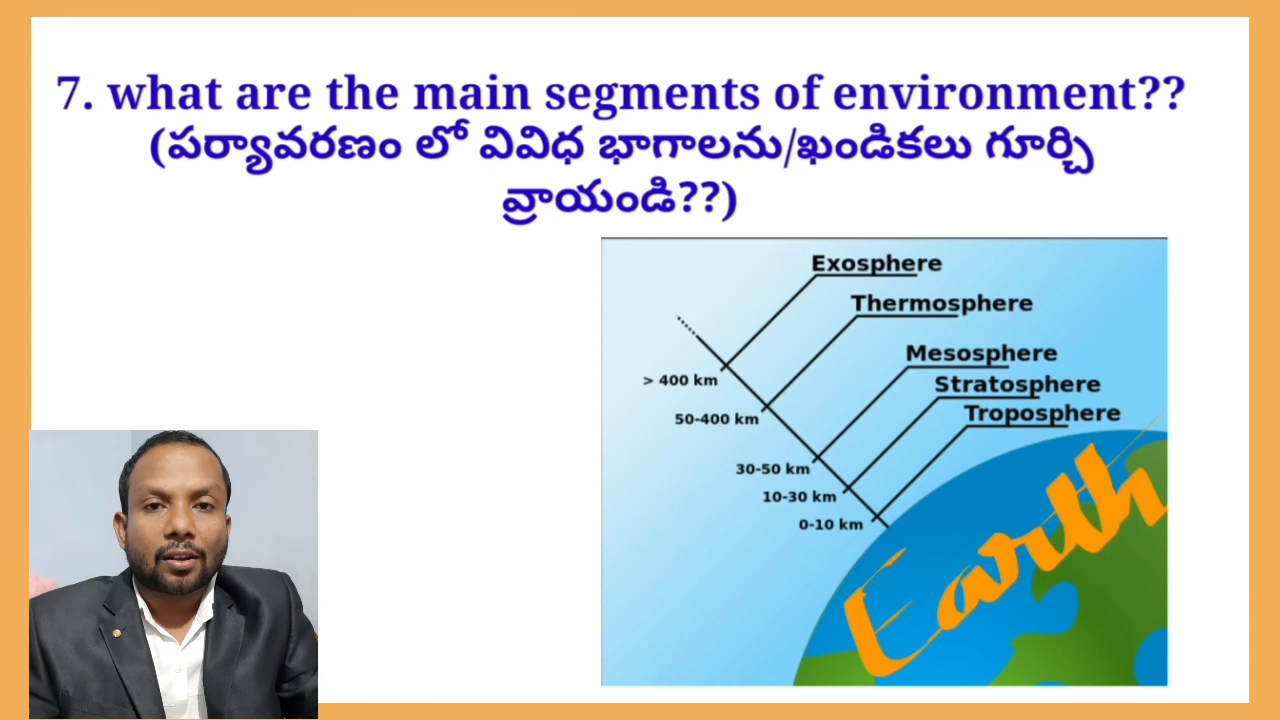 7. what are the main segments of environment??
(పర్యావరణం లో వివిధ భాగాలను/ఖండికలు గూర్చి
వ్రాయండి??)
Exosphere
Thermosphere
Mesosphere
Stratosphere
Troposphere
> 400 km
50-400 km
30-50 km
10-30 km
0-10 km
Earth